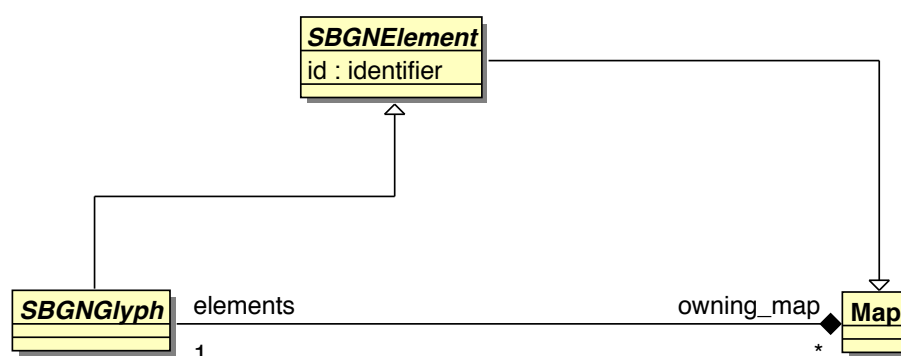 SBGNElement
id : identifier
SBGNGlyph
elements
owning_map
Map
1
*